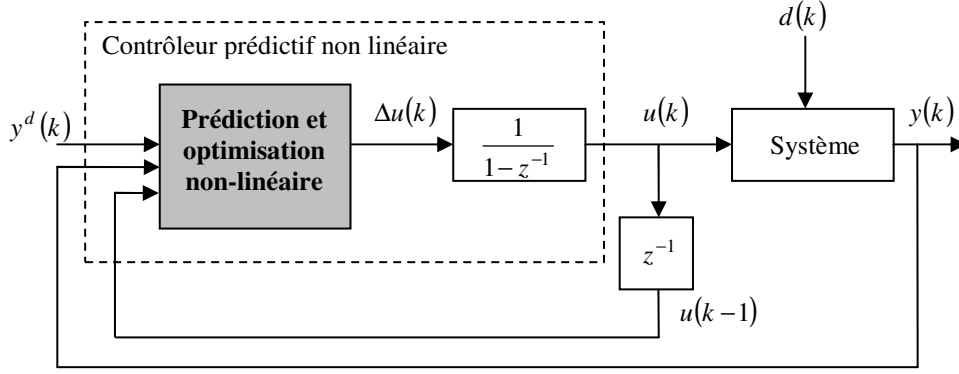 d(k)
Contrôleur prédictif non linéaire
y^d(k)
Prédiction et
optimisation
non-linéaire
Δu(k)
1
1− z⁻¹
u(k)
Système
y(k)
z⁻¹
u(k−1)